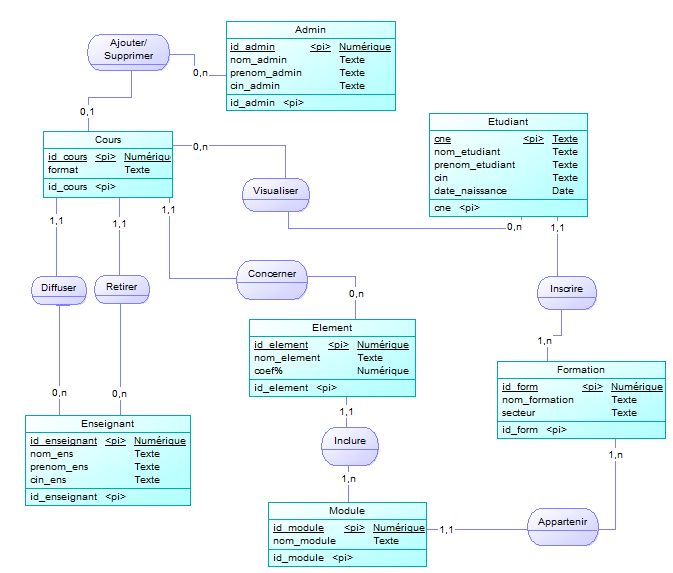 Admin
id_admin <pi> Numérique
nom_admin Texte
prenom_admin Texte
cin_admin Texte
id_admin <pi>
Ajouter/
Supprimer
0,n
0,1
Cours
id_cours <pi> Numérique
format Texte
id_cours <pi>
0,n
Visualiser
Etudiant
cne <pi> Texte
nom_etudiant Texte
prenom_etudiant Texte
cin Texte
date_naissance Date
cne <pi>
0,n
1,1
1,1
1,1
1,1
Diffuser
Retirer
Concerner
Inscrire
0,n
1,n
0,n
0,n
Element
id_element <pi> Numérique
nom_element Texte
coef% Numérique
id_element <pi>
Formation
id_form <pi> Numérique
nom_formation Texte
secteur Texte
id_form <pi>
Enseignant
id_enseignant <pi> Numérique
nom_ens Texte
prenom_ens Texte
cin_ens Texte
id_enseignant <pi>
1,1
Inclure
1,n
1,n
Module
id_module <pi> Numérique
nom_module Texte
id_module <pi>
1,1
Appartenir